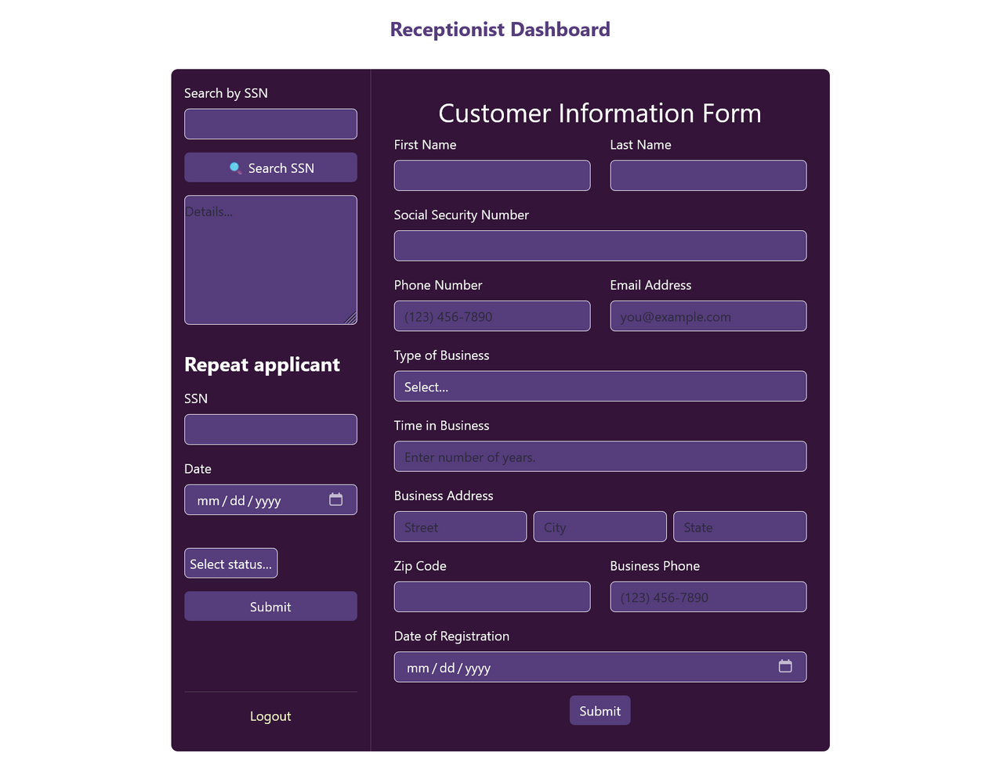 Receptionist Dashboard
Search by SSN
🔍 Search SSN
Details...
Repeat applicant
SSN
Date
mm/dd/yyyy
Select status...
Submit
Logout
Customer Information Form
First Name Last Name
Social Security Number
Phone Number Email Address
(123) 456-7890 you@example.com
Type of Business
Select...
Time in Business
Enter number of years.
Business Address
Street City State
Zip Code Business Phone
(123) 456-7890
Date of Registration
mm/dd/yyyy
Submit